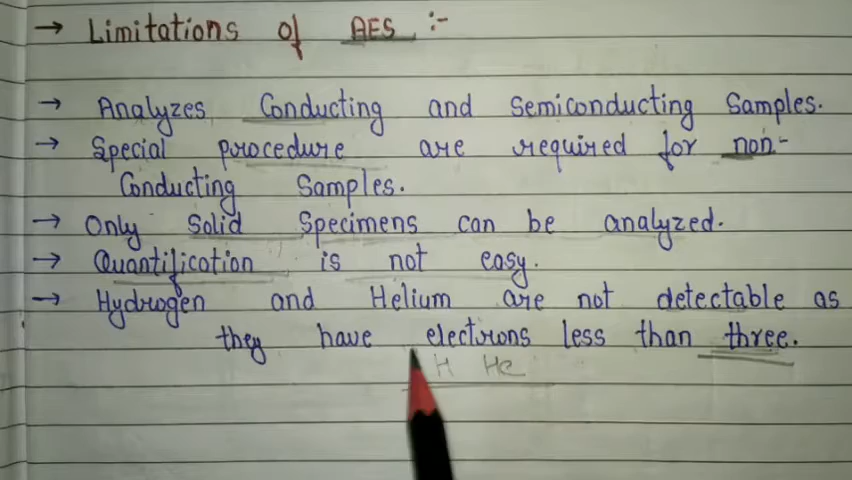 → Limitations of AES :-
→ Analyzes Conducting and Semiconducting Samples.
→ Special procedure are required for non-
Conducting Samples.
→ Only Solid Specimens can be analyzed.
→ Quantification is not easy.
→ Hydrogen and Helium are not detectable as
they have electrons less than three.
H He